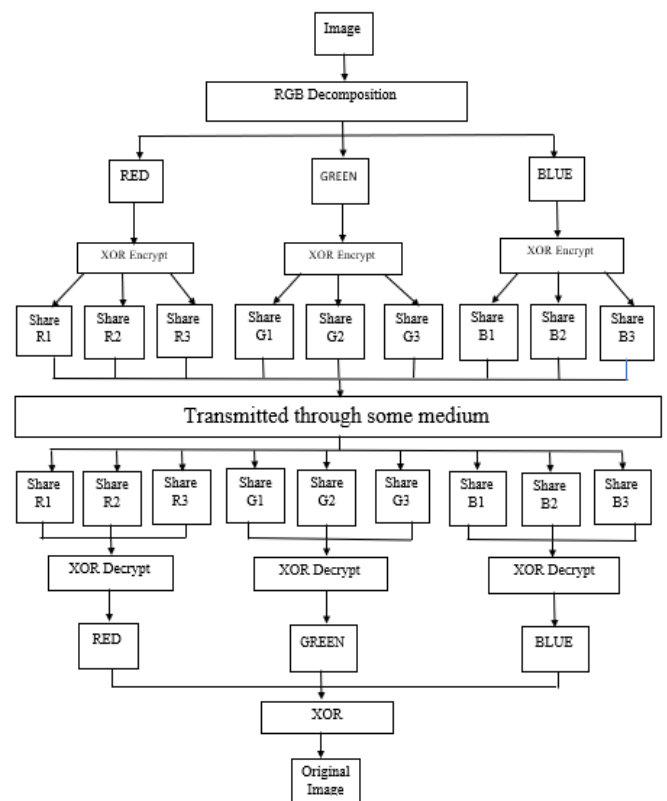 Image
RGB Decomposition
RED
GREEN
BLUE
XOR Encrypt
XOR Encrypt
XOR Encrypt
Share
R1
Share
R2
Share
R3
Share
G1
Share
G2
Share
G3
Share
B1
Share
B2
Share
B3
Transmitted through some medium
Share
R1
Share
R2
Share
R3
Share
G1
Share
G2
Share
G3
Share
B1
Share
B2
Share
B3
XOR Decrypt
XOR Decrypt
XOR Decrypt
RED
GREEN
BLUE
XOR
Original
Image